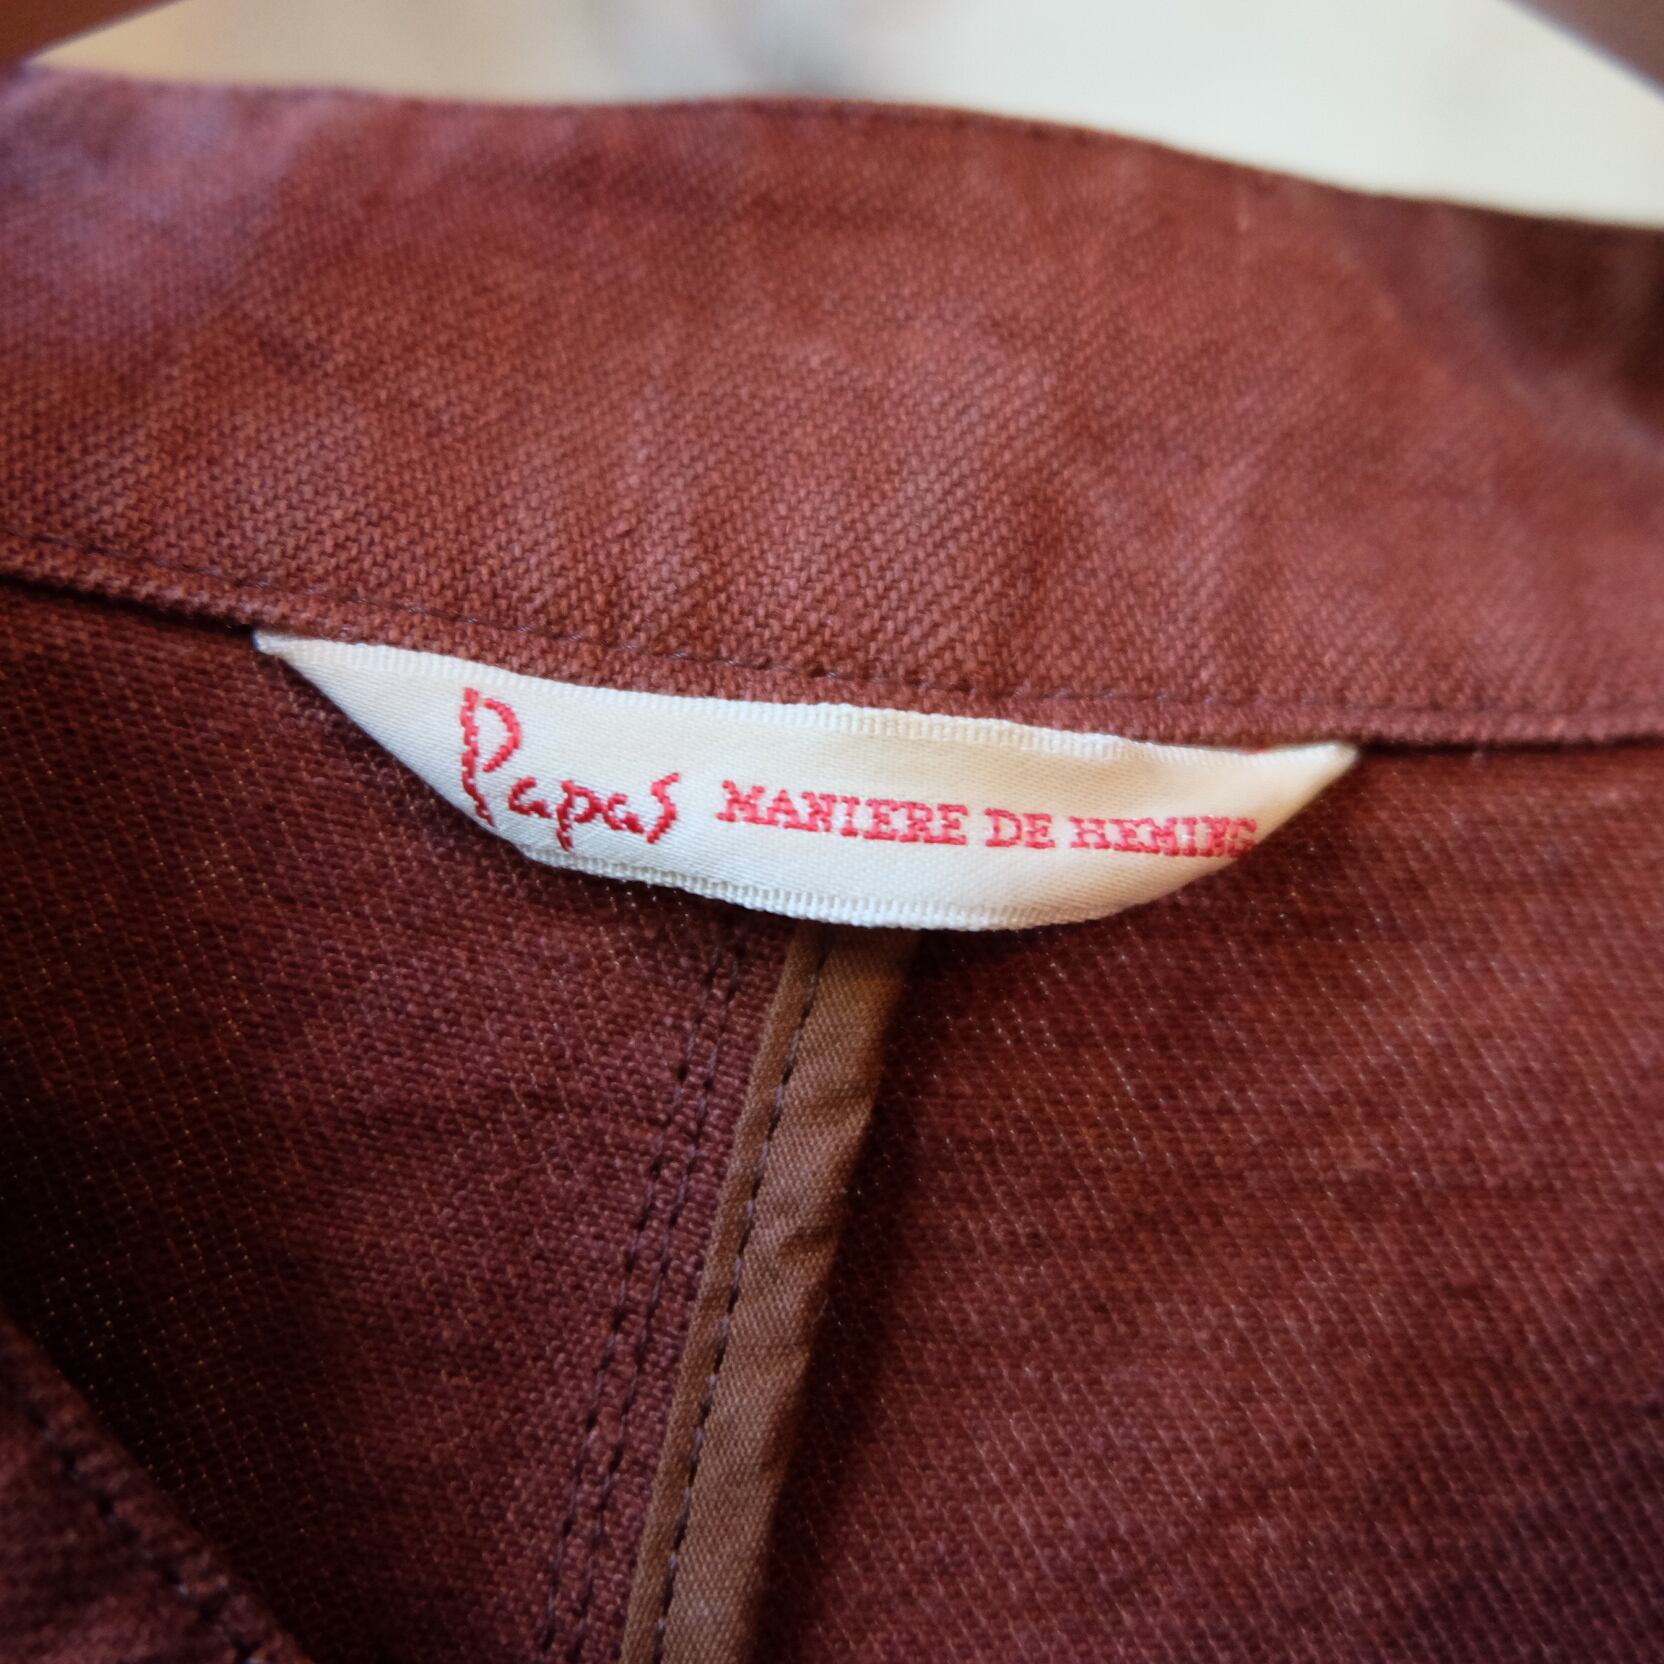 Papas MANIERE DE HEMING